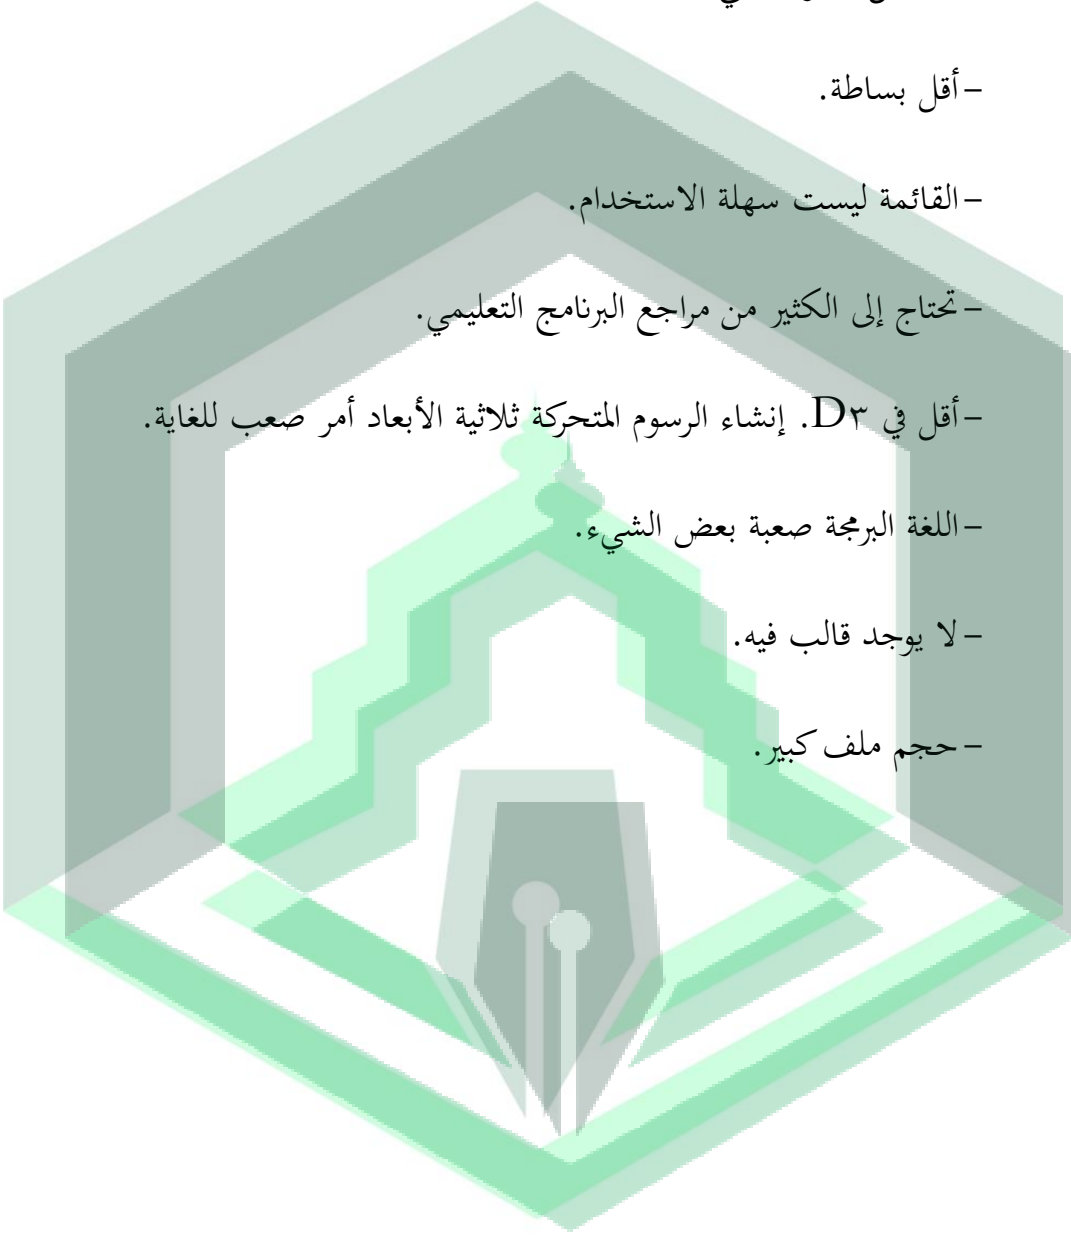 –أقل بساطة.
–القائمة ليست سهلة الاستخدام.
–تحتاج إلى الكثير من مراجع البرنامج التعليمي.
–أقل في D٣. إنشاء الرسوم المتحركة ثلاثية الأبعاد أمر صعب للغاية.
–اللغة البرمجة صعبة بعض الشيء.
–لا يوجد قالب فيه.
–حجم ملف كبير.